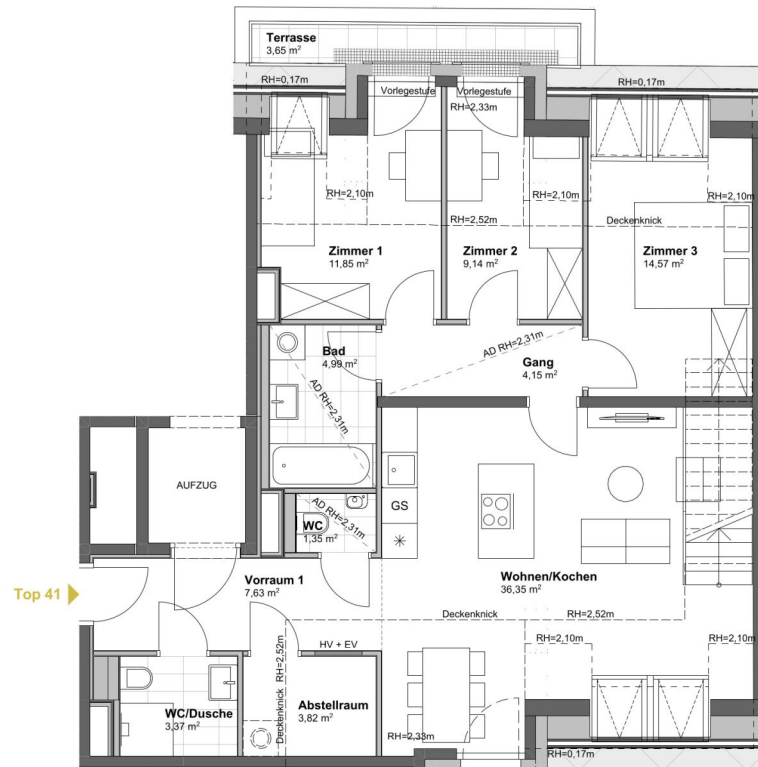 Terrasse
3,65 m²
RH=0,17m
RH=0,17m
Vorlegestufe
Vorlegestufe
RH=2,33m
RH=2,10m
RH=2,10m
RH=2,10m
RH=2,52m
Deckenknick
Zimmer 1
11,85 m²
Zimmer 2
9,14 m²
Zimmer 3
14,57 m²
Bad
4,99 m²
AD RH=2,31m
AD RH=2,31m
Gang
4,15 m²
AUFZUG
GS
AD RH=2,31m
WC
1,35 m²
Top 41
Vorraum 1
7,63 m²
Wohnen/Kochen
36,35 m²
Deckenknick
RH=2,52m
HV + EV
RH=2,10m
RH=2,10m
Deckenknick RH=2,52m
WC/Dusche
3,37 m²
Abstellraum
3,82 m²
RH=2,33m
RH=0,17m